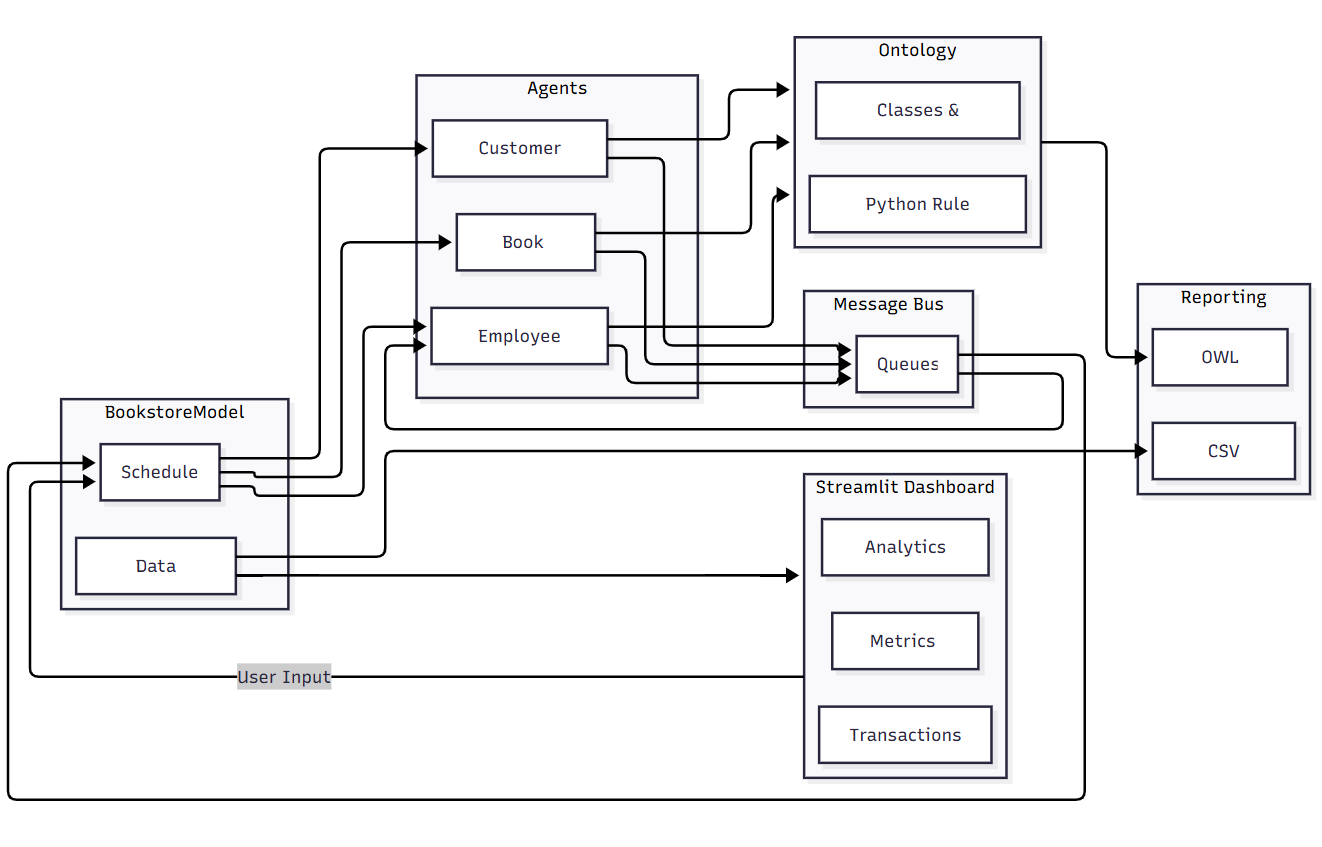 Ontology
Classes &
Python Rule
Agents
Customer
Book
Employee
Message Bus
Queues
Reporting
OWL
CSV
BookstoreModel
Schedule
Data
Streamlit Dashboard
Analytics
Metrics
Transactions
User Input